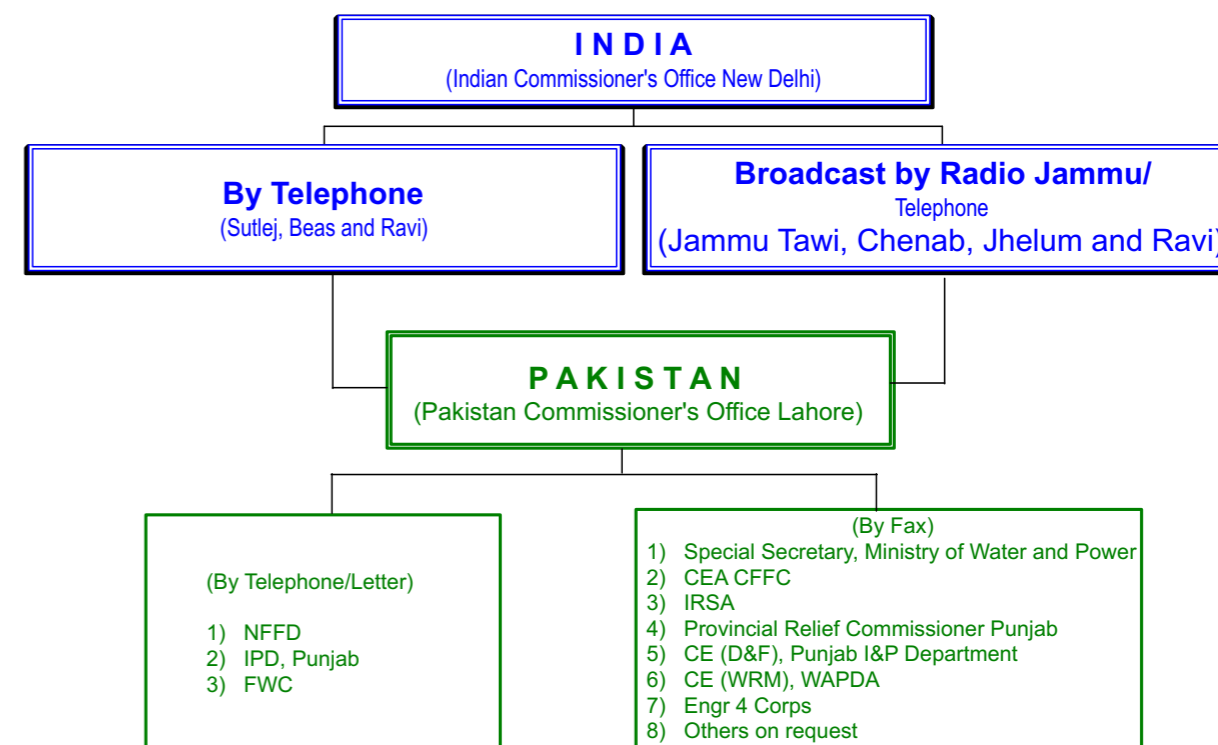 I N D I A
(Indian Commissioner's Office New Delhi)
By Telephone
(Sutlej, Beas and Ravi)
Broadcast by Radio Jammu/
Telephone
(Jammu Tawi, Chenab, Jhelum and Ravi)
P A K I S T A N
(Pakistan Commissioner's Office Lahore)
(By Telephone/Letter)
1) NFFD
2) IPD, Punjab
3) FWC
(By Fax)
1) Special Secretary, Ministry of Water and Power
2) CEA CFFC
3) IRSA
4) Provincial Relief Commissioner Punjab
5) CE (D&F), Punjab I&P Department
6) CE (WRM), WAPDA
7) Engr 4 Corps
8) Others on request